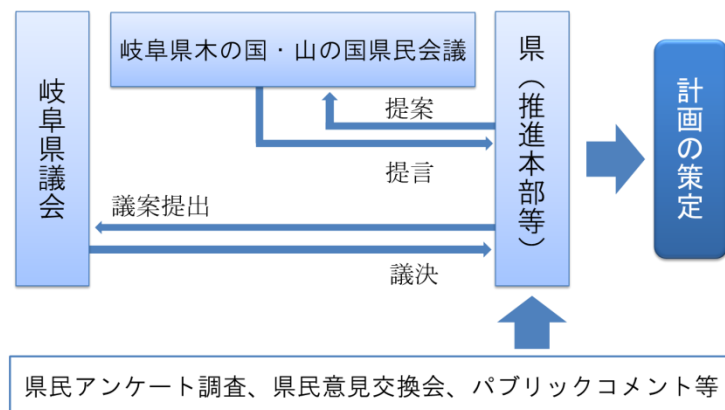 岐阜県木の国・山の国県民会議
岐阜県議会
県（推進本部等）
計画の策定
提案
提言
議案提出
議決
県民アンケート調査、県民意見交換会、パブリックコメント等